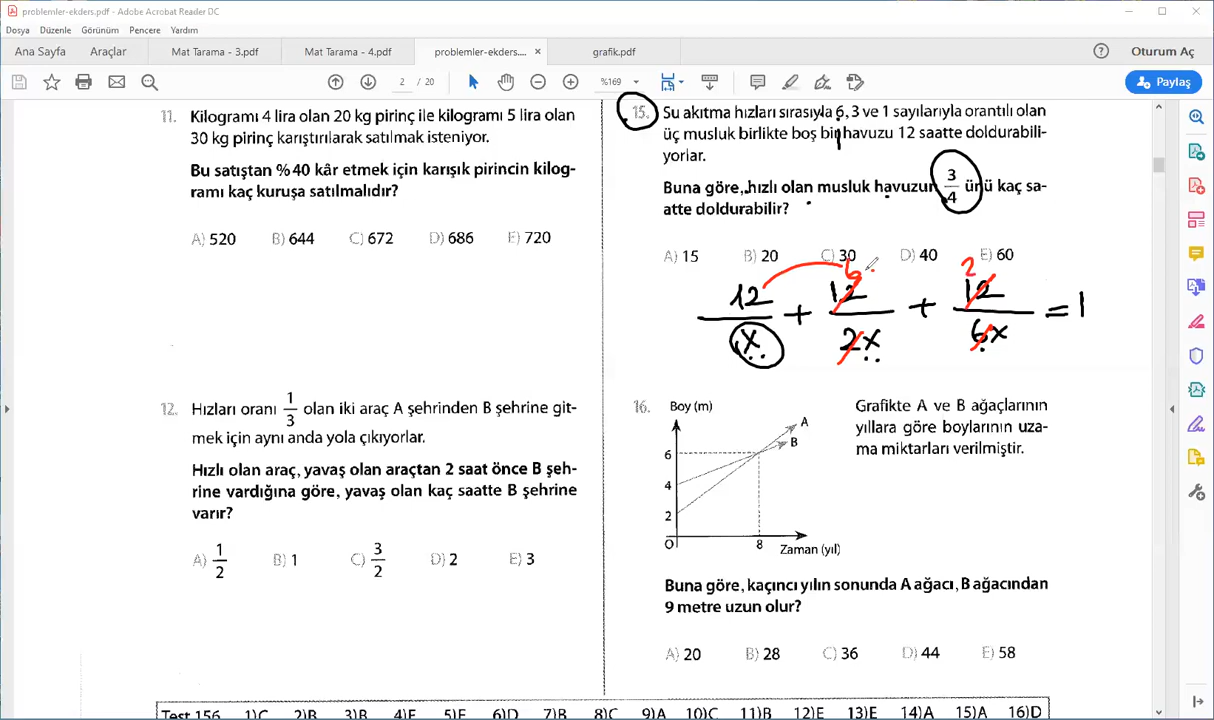 problemler-ekders.pdf - Adobe Acrobat Reader DC
Dosya Düzenle Görünüm Pencere Yardım
Ana Sayfa Araçlar Mat Tarama - 3.pdf Mat Tarama - 4.pdf problemler-ekders.... × grafik.pdf Oturum Aç
2 / 20 %169 Paylaş
11. Kilogramı 4 lira olan 20 kg pirinç ile kilogramı 5 lira olan
30 kg pirinç karıştırılarak satılmak isteniyor.
Bu satıştan %40 kâr etmek için karışık pirincin kilog-
ramı kaç kuruşa satılmalıdır?
A) 520 B) 644 C) 672 D) 686 E) 720
12. Hızları oranı 1/3 olan iki araç A şehrinden B şehrine git-
mek için aynı anda yola çıkıyorlar.
Hızlı olan araç, yavaş olan araçtan 2 saat önce B şeh-
rine vardığına göre, yavaş olan kaç saatte B şehrine
varır?
A) 1/2 B) 1 C) 3/2 D) 2 E) 3
15. Su akıtma hızları sırasıyla 6, 3 ve 1 sayılarıyla orantılı olan
üç musluk birlikte boş bir havuzu 12 saatte doldurabili-
yorlar.
Buna göre, hızlı olan musluk havuzun 3/4 ünü kaç sa-
atte doldurabilir?
A) 15 B) 20 C) 30 D) 40 E) 60
6 2
12/x + 12/2x + 12/6x = 1
16. Boy (m)
A
B
6
4
2
O 8 Zaman (yıl)
Grafikte A ve B ağaçlarının
yıllara göre boylarının uza-
ma miktarları verilmiştir.
Buna göre, kaçıncı yılın sonunda A ağacı, B ağacından
9 metre uzun olur?
A) 20 B) 28 C) 36 D) 44 E) 58
Test 156 1)C 2)B 3)B 4)E 5)E 6)D 7)B 8)C 9)A 10)C 11)B 12)E 13)E 14)A 15)A 16)D